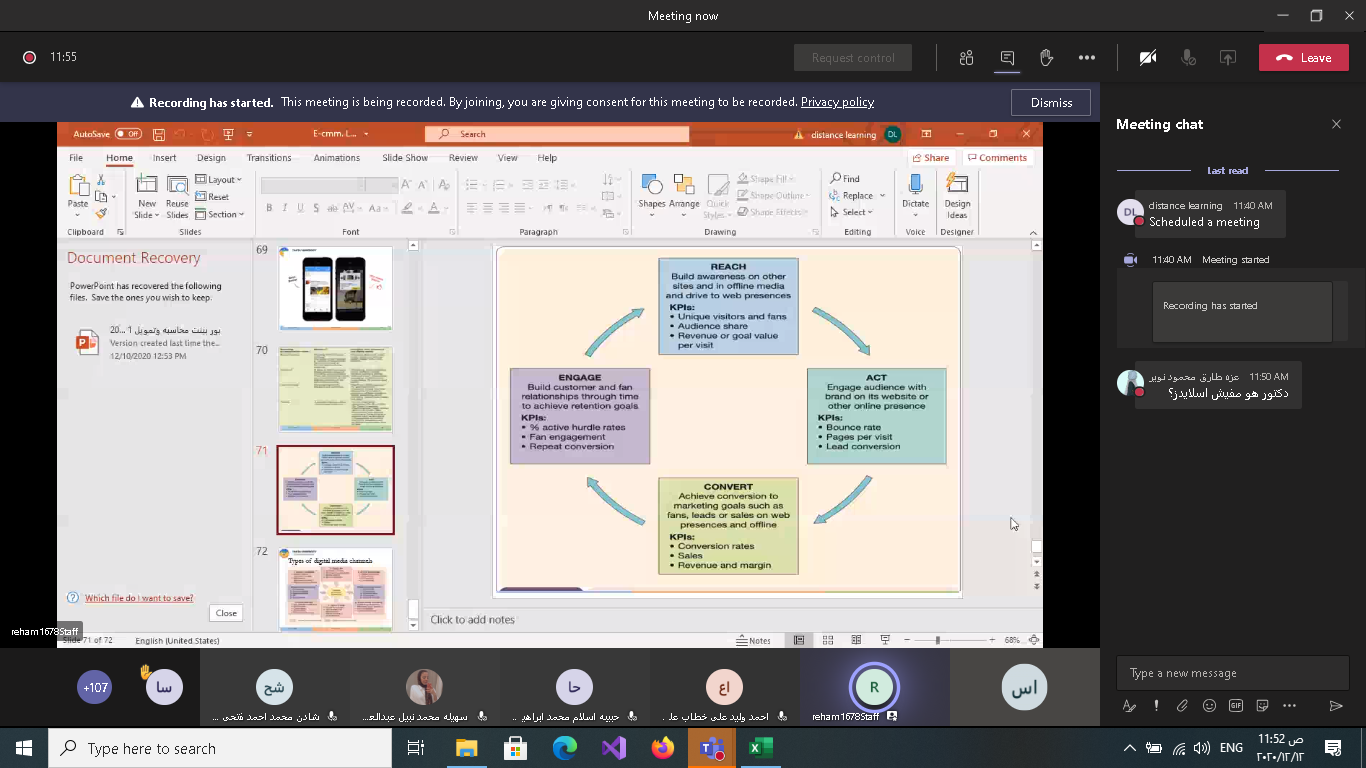 Meeting now
11:55
Request control
Leave
Recording has started. This meeting is being recorded. By joining, you are giving consent for this meeting to be recorded. Privacy policy
Dismiss
AutoSave Off
E-cmm. L...
Search
distance learning DL
File Home Insert Design Transitions Animations Slide Show Review View Help
Share Comments
Paste
New Slide
Reuse Slides
Layout
Reset
Section
Shapes Arrange Quick Styles
Shape Fill
Shape Outline
Shape Effects
Find
Replace
Select
Dictate
Design Ideas
Clipboard Slides Font Paragraph Drawing Editing Voice Designer
Document Recovery
PowerPoint has recovered the following
files. Save the ones you wish to keep.
بور بينت محاسبه وتمويل 1 ...20
Version created last time the...
12/10/2020 12:53 PM
Which file do I want to save?
Close
69
70
71
72
Types of digital media channels
REACH
Build awareness on other
sites and in offline media
and drive to web presences
KPIs:
• Unique visitors and fans
• Audience share
• Revenue or goal value
per visit
ENGAGE
Build customer and fan
relationships through time
to achieve retention goals
KPIs:
• % active hurdle rates
• Fan engagement
• Repeat conversion
ACT
Engage audience with
brand on its website or
other online presence
KPIs:
• Bounce rate
• Pages per visit
• Lead conversion
CONVERT
Achieve conversion to
marketing goals such as
fans, leads or sales on web
presences and offline
KPIs:
• Conversion rates
• Sales
• Revenue and margin
Click to add notes
reham1678Staff
Slide 71 of 72 English (United States)
Notes
68%
+107
سا
شح
حا
اع
R
اس
شادن محمد احمد فتحى ...
سهيله محمد نبيل عبدالع...
حبيبه اسلام محمد ابراهي...
احمد وليد على خطاب عل...
reham1678Staff
Meeting chat
last read
DL
distance learning 11:40 AM
Scheduled a meeting
11:40 AM Meeting started
Recording has started
عزه طارق محمود نوير 11:50 AM
دكتور هو مفيش اسلايدز؟
Type a new message
GIF
Type here to search
ENG
11:52 ص
٢٠٢٠/١٢/١٢